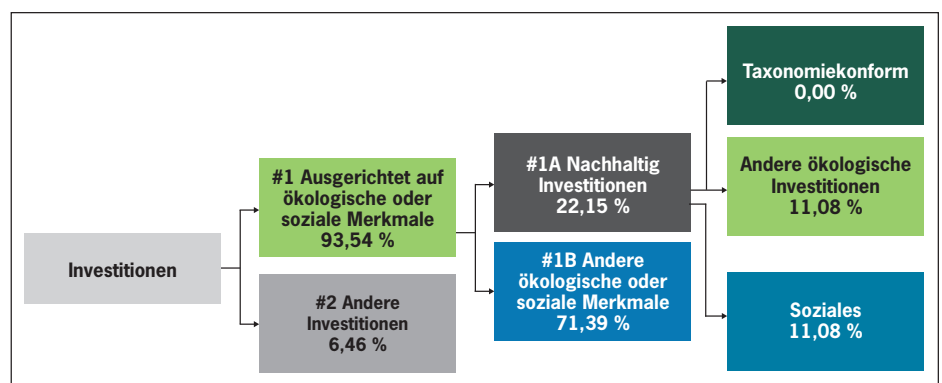 Investitionen
#1 Ausgerichtet auf
ökologische oder
soziale Merkmale
93,54 %
#2 Andere
Investitionen
6,46 %
#1A Nachhaltig
Investitionen
22,15 %
#1B Andere
ökologische oder
soziale Merkmale
71,39 %
Taxonomiekonform
0,00 %
Andere ökologische
Investitionen
11,08 %
Soziales
11,08 %